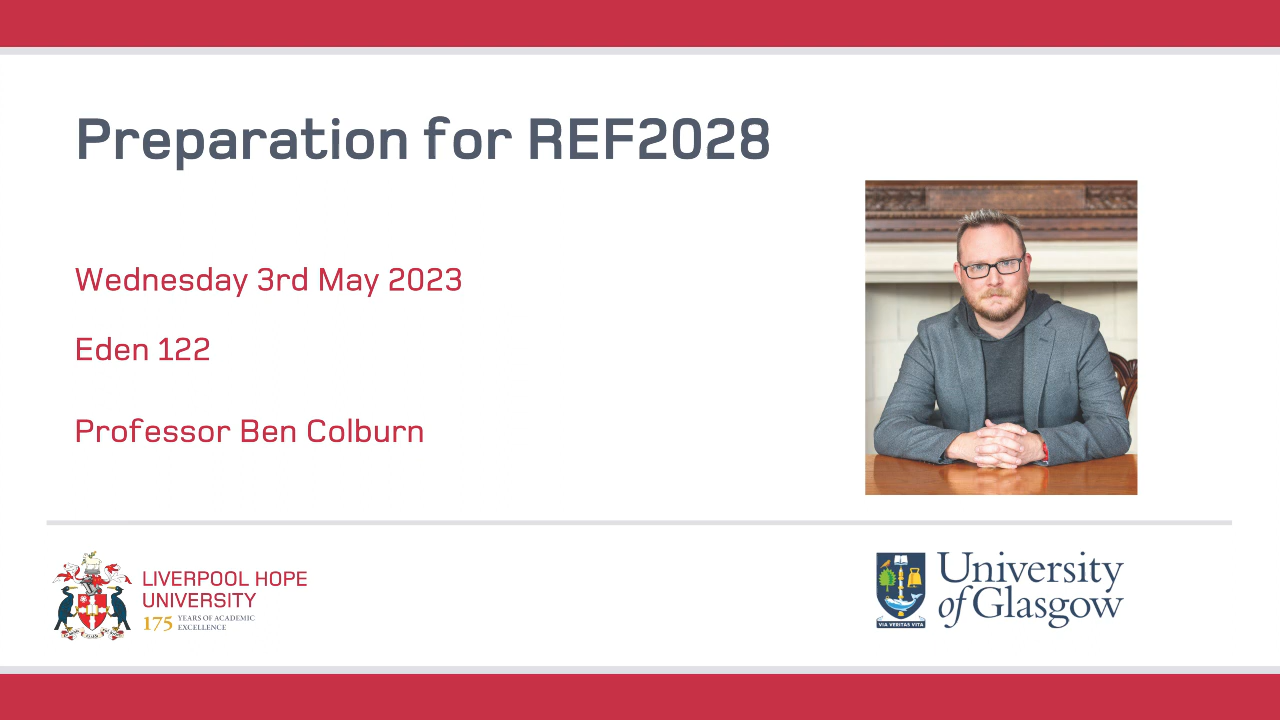 Preparation for REF2028
Wednesday 3rd May 2023
Eden 122
Professor Ben Colburn
LIVERPOOL HOPE
UNIVERSITY
175 YEARS OF ACADEMIC
EXCELLENCE
University
of Glasgow
VIA VERITAS VITA